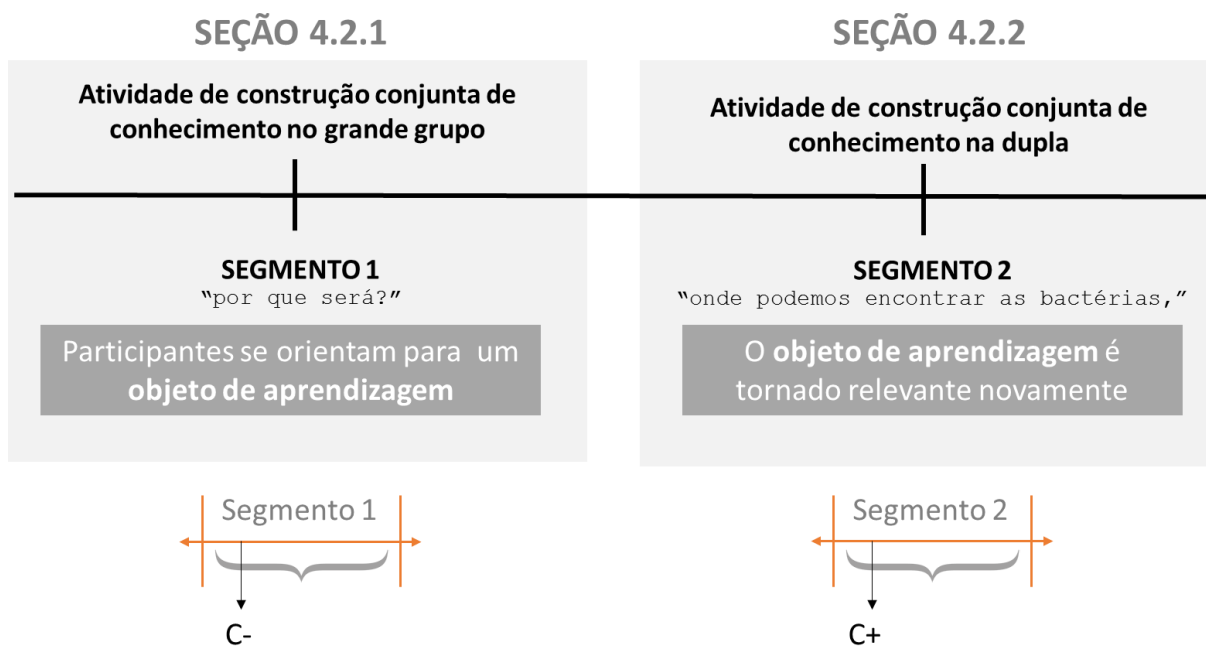 SEÇÃO 4.2.1
Atividade de construção conjunta de
conhecimento no grande grupo
SEGMENTO 1
"por que será?"
Participantes se orientam para um
objeto de aprendizagem
Segmento 1
C-
SEÇÃO 4.2.2
Atividade de construção conjunta de
conhecimento na dupla
SEGMENTO 2
"onde podemos encontrar as bactérias,"
O objeto de aprendizagem é
tornado relevante novamente
Segmento 2
C+